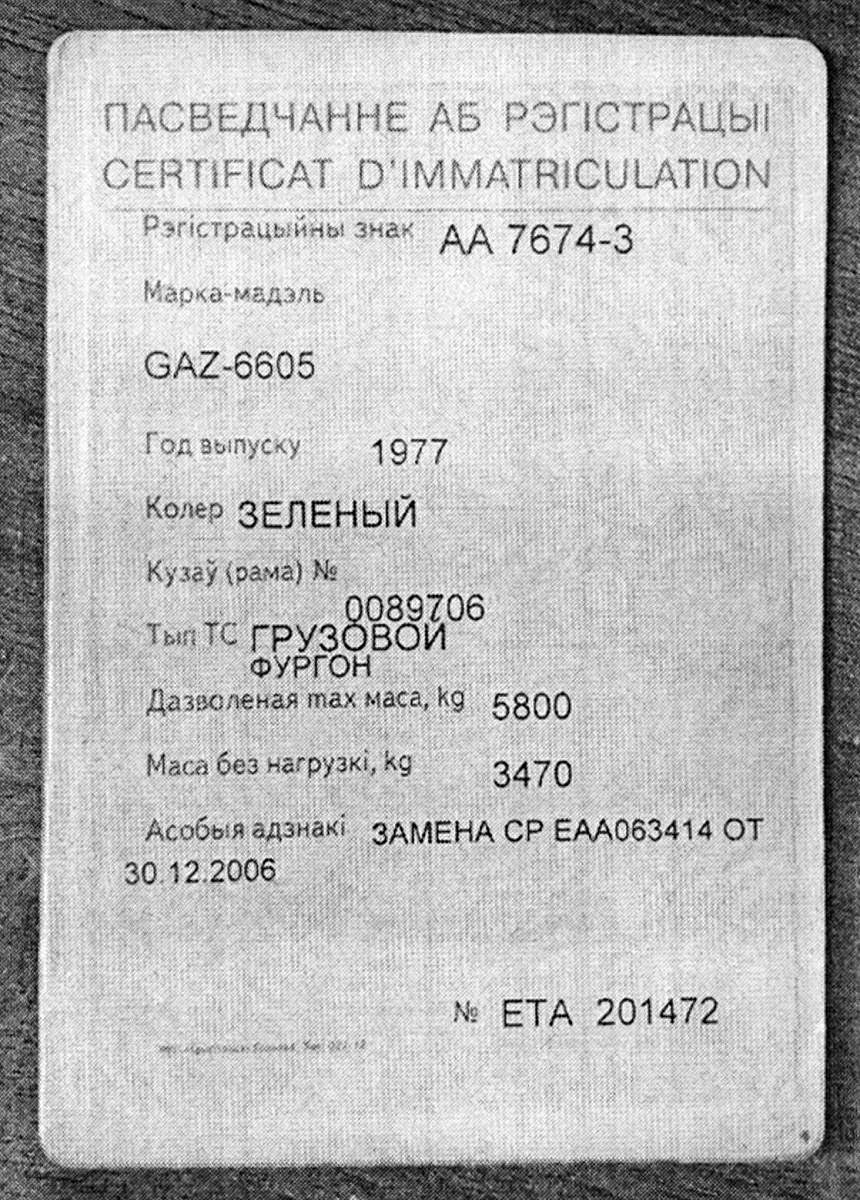 ПАСВЕДЧАННЕ АБ РЭГІСТРАЦЫІ
CERTIFICAT D'IMMATRICULATION
Рэгістрацыйны знак АА 7674-3
Марка-мадэль
GAZ-6605
Год выпуску 1977
Колер ЗЕЛЕНЫЙ
Кузаў (рама) №
0089706
Тып ТС ГРУЗОВОЙ
ФУРГОН
Дазволеная max маса, kg 5800
Маса без нагрузкі, kg 3470
Асобыя адзнакі ЗАМЕНА СР ЕАА063414 ОТ
30.12.2006
№ ЕТА 201472